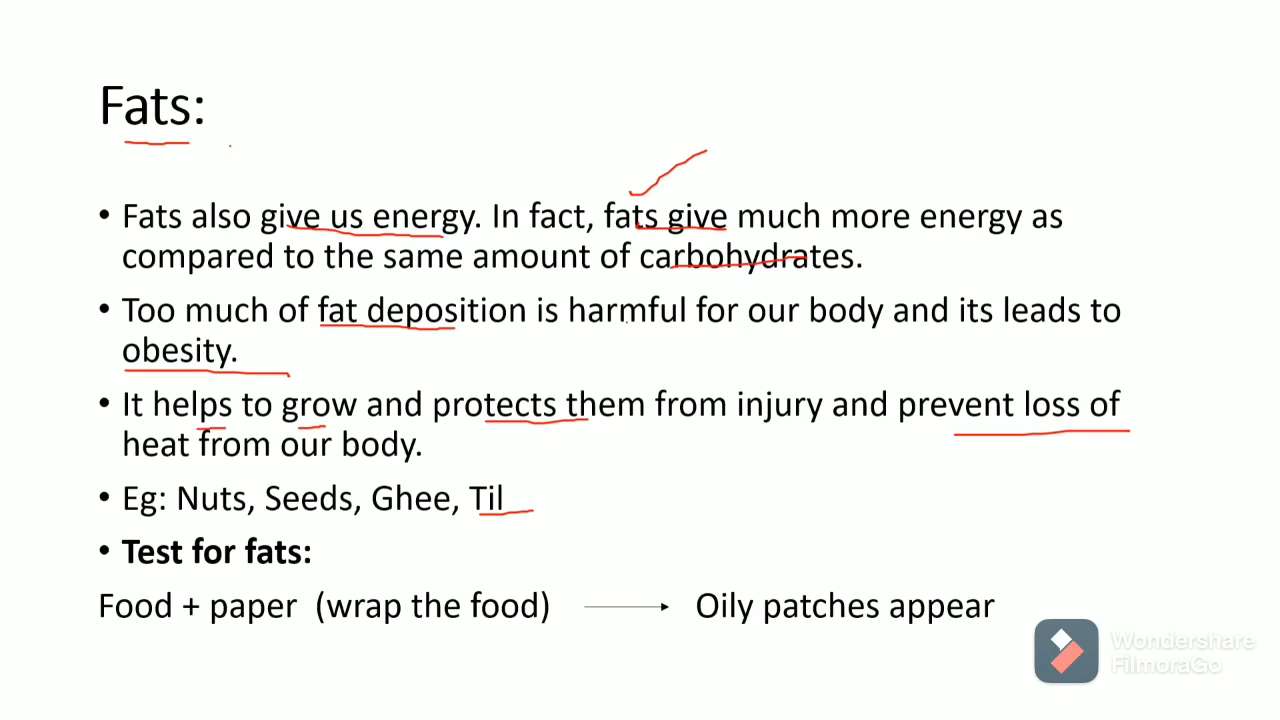 Fats:
• Fats also give us energy. In fact, fats give much more energy as
compared to the same amount of carbohydrates.
• Too much of fat deposition is harmful for our body and its leads to
obesity.
• It helps to grow and protects them from injury and prevent loss of
heat from our body.
• Eg: Nuts, Seeds, Ghee, Til
• Test for fats:
Food + paper (wrap the food) → Oily patches appear
Wondershare
FilmoraGo